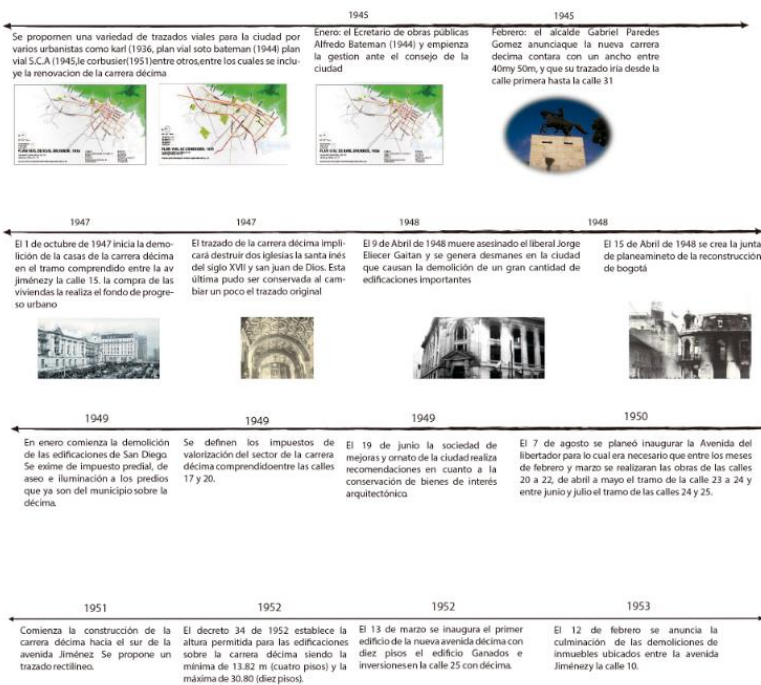 1945
1945
Se propornen una variedad de trazados viales para la ciudad por
varios urbanistas como karl (1936, plan vial soto bateman (1944) plan
vial S.C.A (1945,le corbusier(1951)entre otros,entre los cuales se inclu-
ye la renovacion de la carrera décima
Enero: el Ecretario de obras públicas
Alfredo Bateman (1944) y empienza
la gestion ante el consejo de la
ciudad
Febrero: el alcalde Gabriel Paredes
Gomez anunciaque la nueva carrera
decima contara con un ancho entre
40my 50m, y que su trazado iría desde la
calle primera hasta la calle 31
1947
1947
1948
1948
El 1 de octubre de 1947 inicia la demo-
lición de la casas de la carrera décima
en el tramo comprendido entre la av
jiménezy la calle 15. la compra de las
viviendas la realiza el fondo de progre-
so urbano
El trazado de la carrera décima impli-
cará destruir dos iglesias la santa inés
del siglo XVII y san juan de Dios. Esta
última pudo ser conservada al cam-
biar un poco el trazado original
El 9 de Abril de 1948 muere asesinado el liberal Jorge
Eliecer Gaitan y se genera desmanes en la ciudad
que causan la demolición de un gran cantidad de
edificaciones importantes
El 15 de Abril de 1948 se crea la junta
de planeamineto de la reconstrucción
de bogotá
1949
1949
1949
1950
En enero comienza la demolición
de las edificaciones de San Diego.
Se exime de impuesto predial, de
aseo e iluminación a los predios
que ya son del municipio sobre la
décima.
Se definen los impuestos de
valorización del sector de la carrera
décima comprendidoentre las calles
17 y 20.
El 19 de junio la sociedad de
mejoras y ornato de la ciudad realiza
recomendaciones en cuanto a la
conservación de bienes de interés
arquitectónico.
El 7 de agosto se planeó inaugurar la Avenida del
libertador para lo cual era necesario que entre los meses
de febrero y marzo se realizaran las obras de las calles
20 a 22, de abril a mayo el tramo de la calle 23 a 24 y
entre junio y julio el tramo de las calles 24 y 25.
1951
1952
1952
1953
Comienza la construcción de la
carrera décima hacia el sur de la
avenida Jiménez Se propone un
trazado rectilíneo.
El decreto 34 de 1952 establece la
altura permitida para las edificaciones
sobre la carrera décima siendo la
mínima de 13.82 m (cuatro pisos) y la
máxima de 30.80 (diez pisos).
El 13 de marzo se inaugura el primer
edificio de la nueva avenida décima con
diez pisos el edificio Ganados e
inversiones en la calle 25 con décima.
El 12 de febrero se anuncia la
culminación de las demoliciones de
inmuebles ubicados entre la avenida
Jiménezy la calle 10.